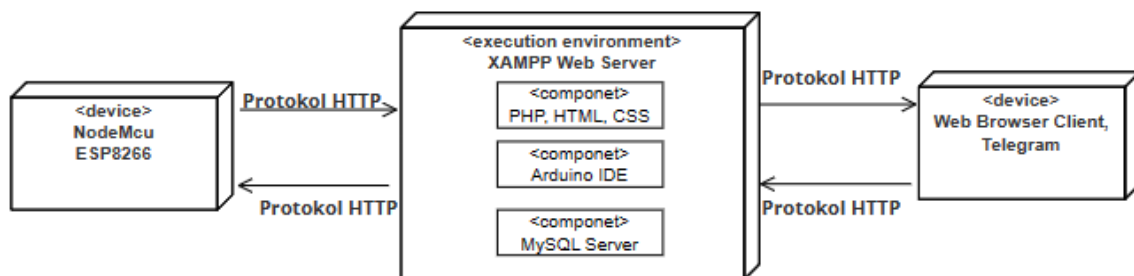 <device>
NodeMcu
ESP8266
Protokol HTTP
Protokol HTTP
<execution environment>
XAMPP Web Server
<componet>
PHP, HTML, CSS
<componet>
Arduino IDE
<componet>
MySQL Server
Protokol HTTP
Protokol HTTP
<device>
Web Browser Client,
Telegram